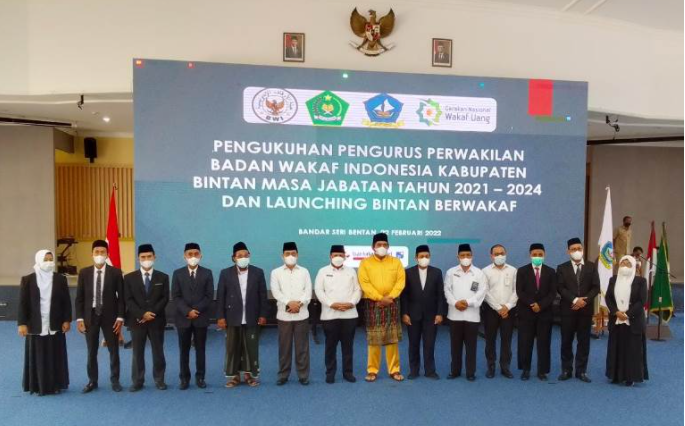 BWI
Gerakan Nasional
Wakaf Uang
PENGUKUHAN PENGURUS PERWAKILAN
BADAN WAKAF INDONESIA KABUPATEN
BINTAN MASA JABATAN TAHUN 2021 – 2024
DAN LAUNCHING BINTAN BERWAKAF
BANDAR SERI BENTAN, 22 FEBRUARI 2022